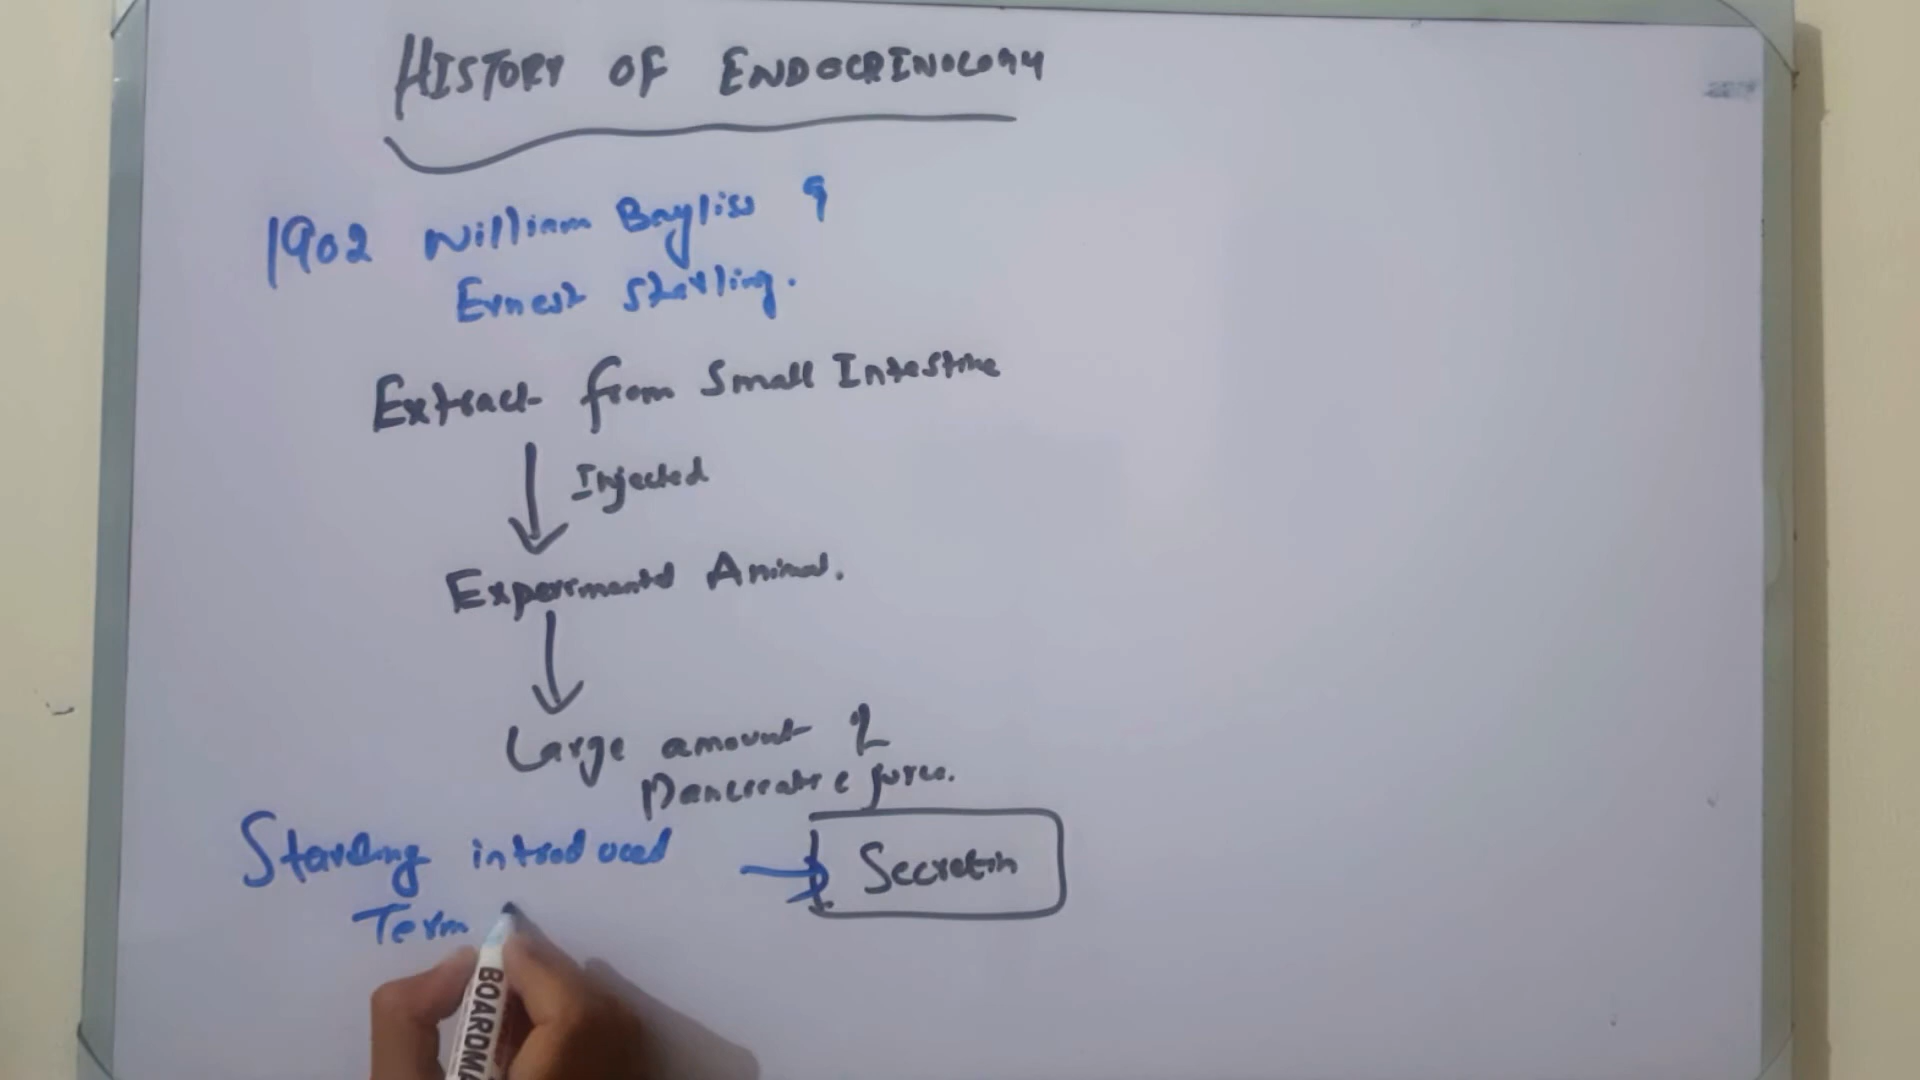 HISTORY OF ENDOCRINOLOGY
1902 William Bayliss &
Ernest Starling.
Extract from Small Intestine
Injected
Experimental Animal.
Large amount of
Pancreatic juice.
Starling introduced
Secretin
Term
BOARDMA